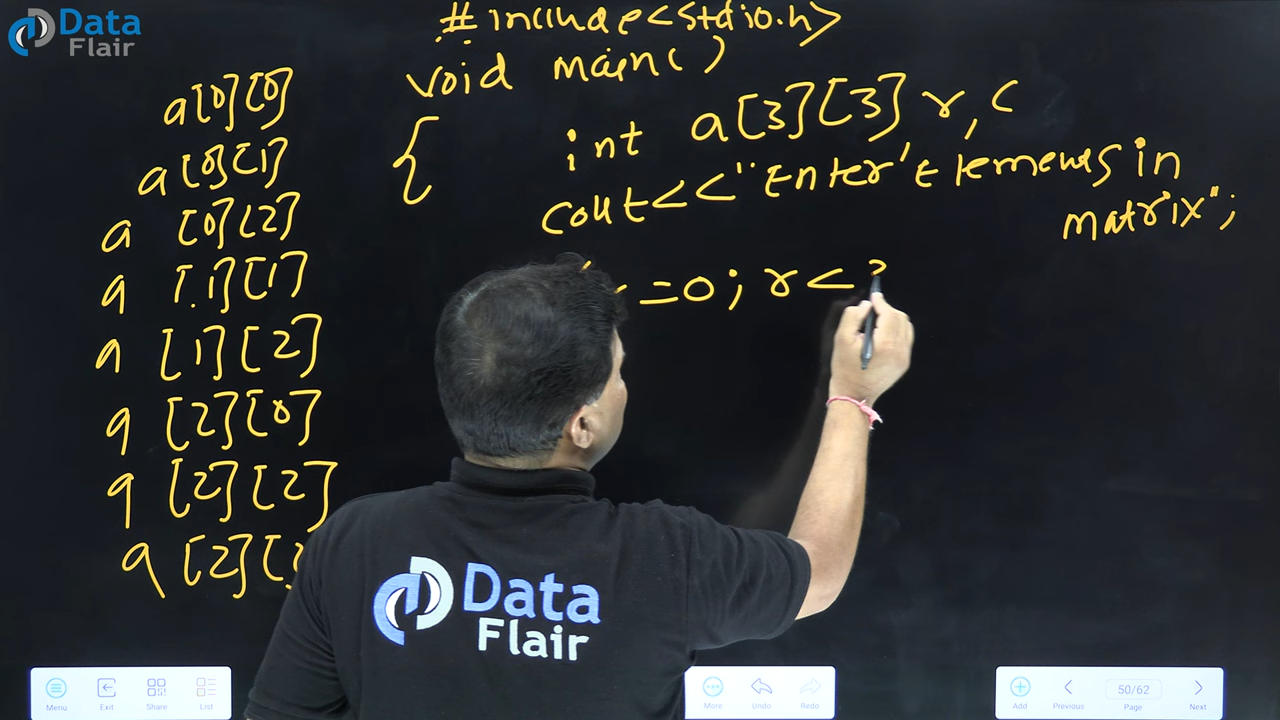 Data
Flair
a[0][0]
a[0][1]
a [0][2]
a [1][1]
a [1][2]
a [2][0]
a [2][2]
a [2][
#include<stdio.h>
void main()
{
int a[3][3] r, c
cout<<"Enter Elements in
matrix";
=0; r<
Data
Flair
Menu
Exit
Share
List
More
Undo
Redo
Add
Previous
50/62
Page
Next